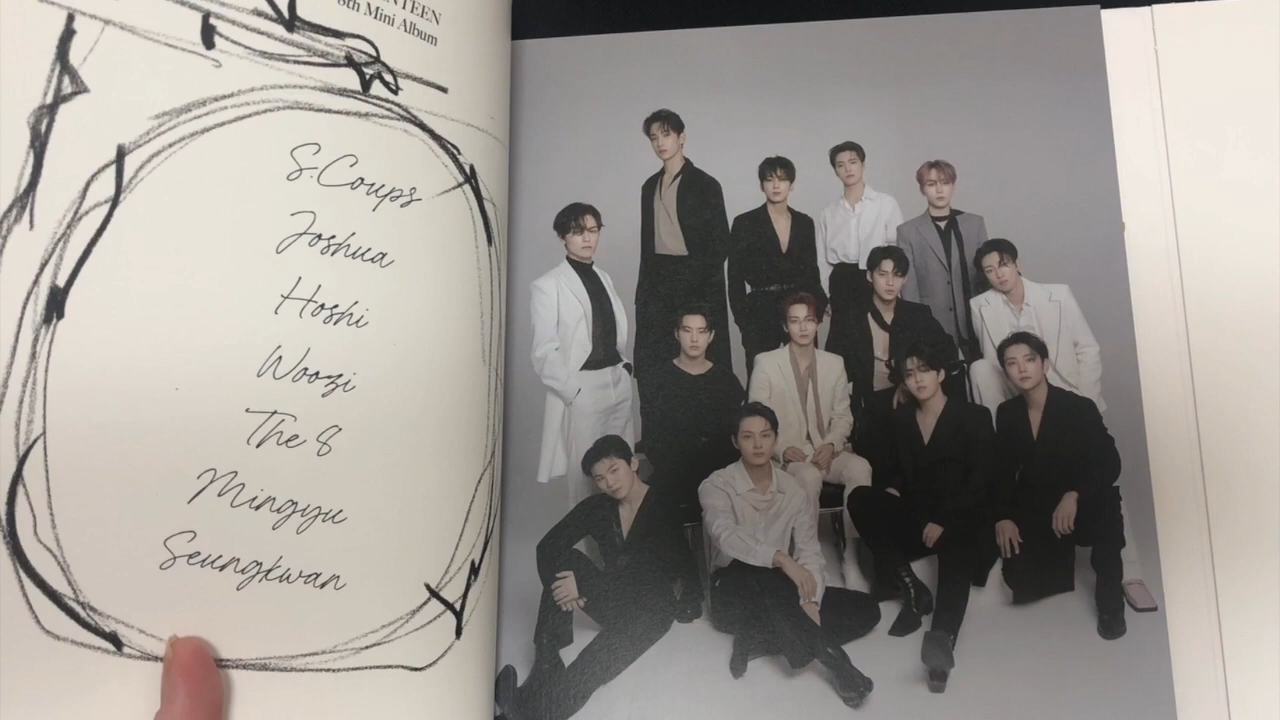 8th Mini Album
S.Coups
Joshua
Hoshi
Woozi
The 8
Mingyu
Seungkwan